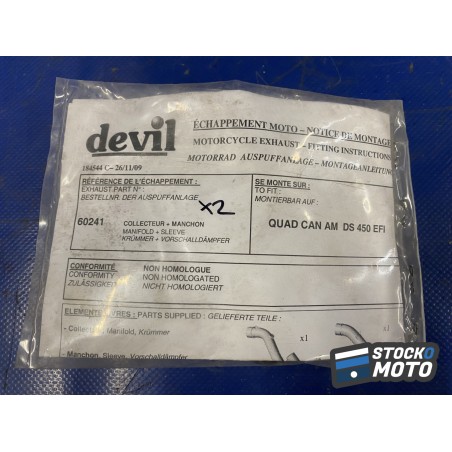 devil
184544 C– 26/11/09
ÉCHAPPEMENT MOTO – NOTICE DE MONTAGE
MOTORCYCLE EXHAUST – FITTING INSTRUCTIONS
MOTORRAD AUSPUFFANLAGE – MONTAGEANLEITUNG
RÉFÉRENCE DE L'ÉCHAPPEMENT :
EXHAUST PART N° :
BESTELLNR. DER AUSPUFFANLAGE
X2
60241
COLLECTEUR + MANCHON
MANIFOLD + SLEEVE
KRÜMMER + VORSCHALLDÄMPFER
SE MONTE SUR :
TO FIT :
MONTIERBAR AUF :
QUAD CAN AM DS 450 EFI
CONFORMITÉ NON HOMOLOGUE
CONFORMITY NON HOMOLOGATED
ZULÄSSIGKEIT NICHT HOMOLOGIERT
: PARTS SUPPLIED : GELIEFERTE TEILE :
Manifold, Krümmer
x1
x1
- Manchon, Sleeve, Vorschalldämpfer
STOCKO
MOTO